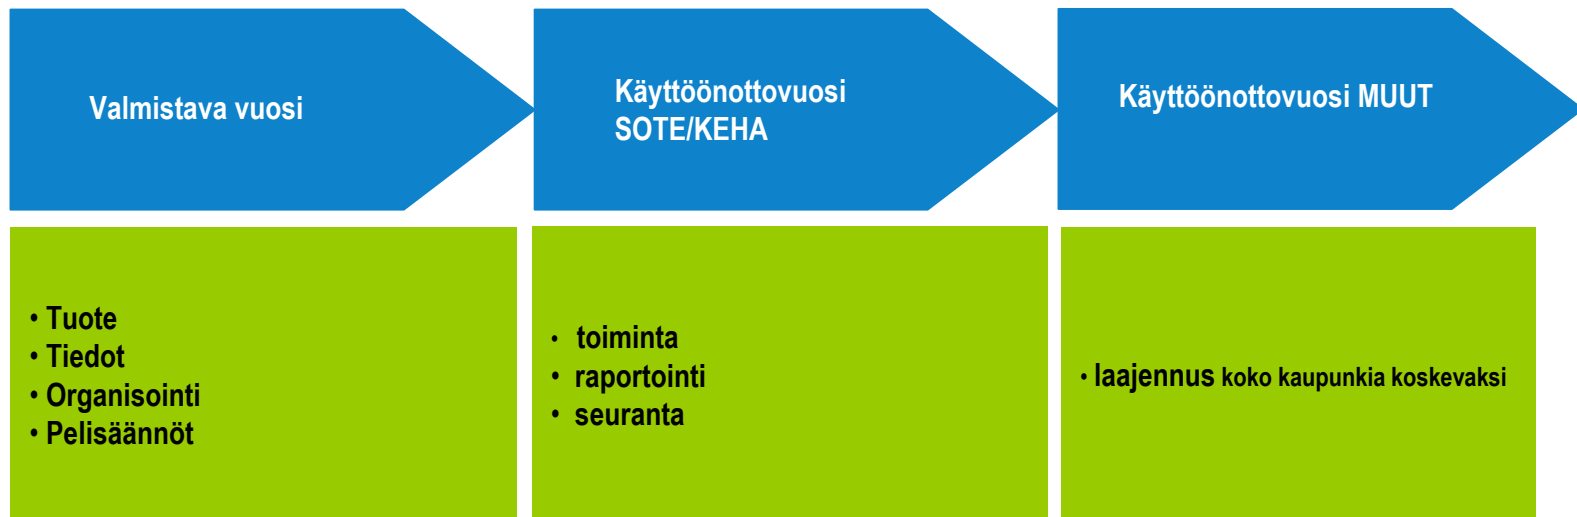 Valmistava vuosi
Käyttöönottovuosi
SOTE/KEHA
Käyttöönottovuosi MUUT
• Tuote
• Tiedot
• Organisointi
• Pelisäännöt
• toiminta
• raportointi
• seuranta
• laajennus koko kaupunkia koskevaksi